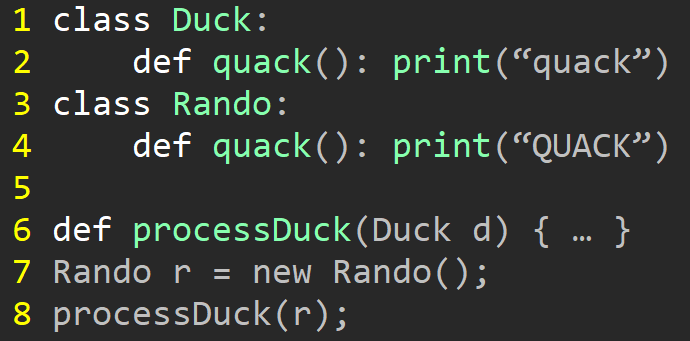 1 class Duck:
2     def quack(): print(“quack”)
3 class Rando:
4     def quack(): print(“QUACK”)
5
6 def processDuck(Duck d) { … }
7 Rando r = new Rando();
8 processDuck(r);